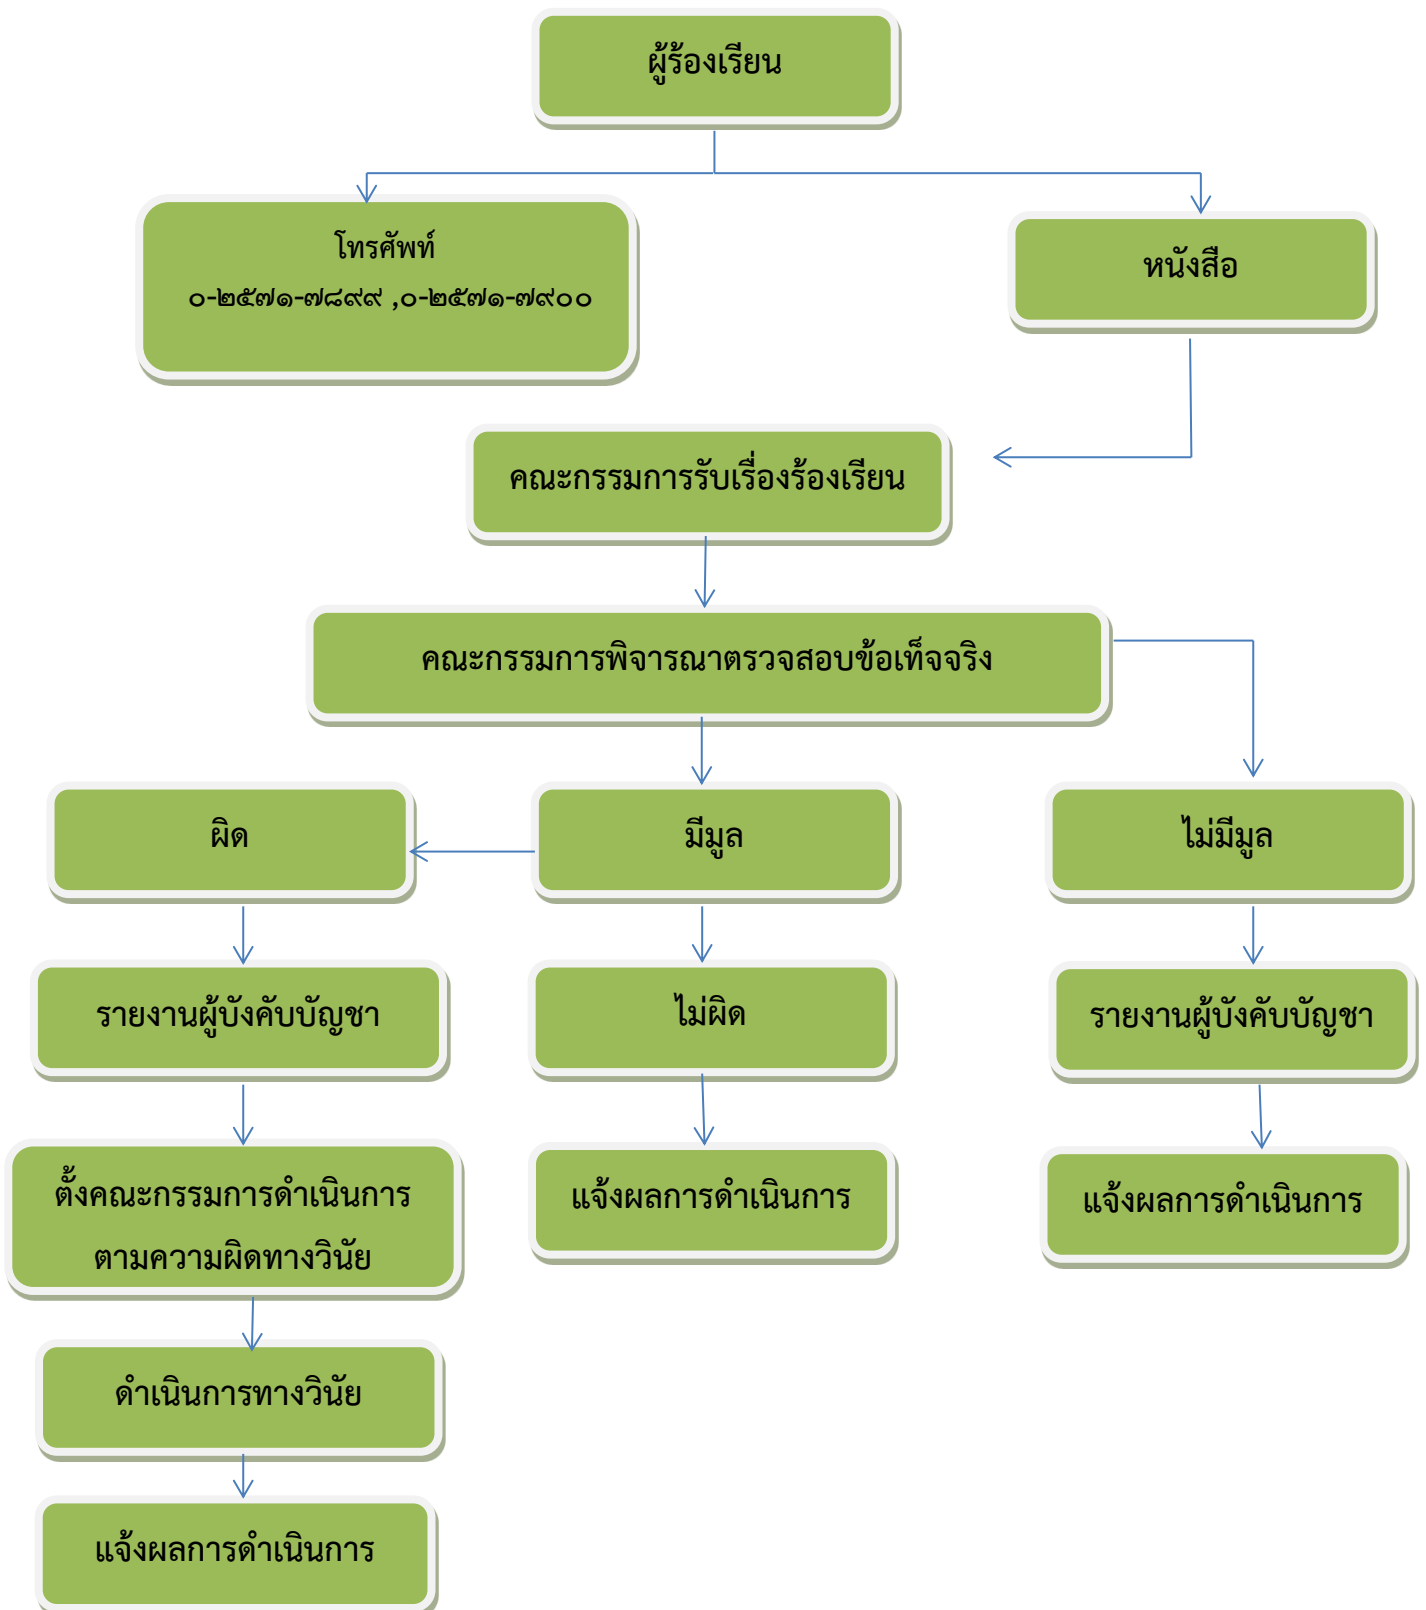 ผู้ร้องเรียน
โทรศัพท์
๐-๒๕๗๑-๗๘๙๙ ,๐-๒๕๗๑-๗๙๐๐
หนังสือ
คณะกรรมการรับเรื่องร้องเรียน
คณะกรรมการพิจารณาตรวจสอบข้อเท็จจริง
ผิด
มีมูล
ไม่มีมูล
รายงานผู้บังคับบัญชา
ไม่ผิด
รายงานผู้บังคับบัญชา
ตั้งคณะกรรมการดำเนินการ
ตามความผิดทางวินัย
แจ้งผลการดำเนินการ
แจ้งผลการดำเนินการ
ดำเนินการทางวินัย
แจ้งผลการดำเนินการ